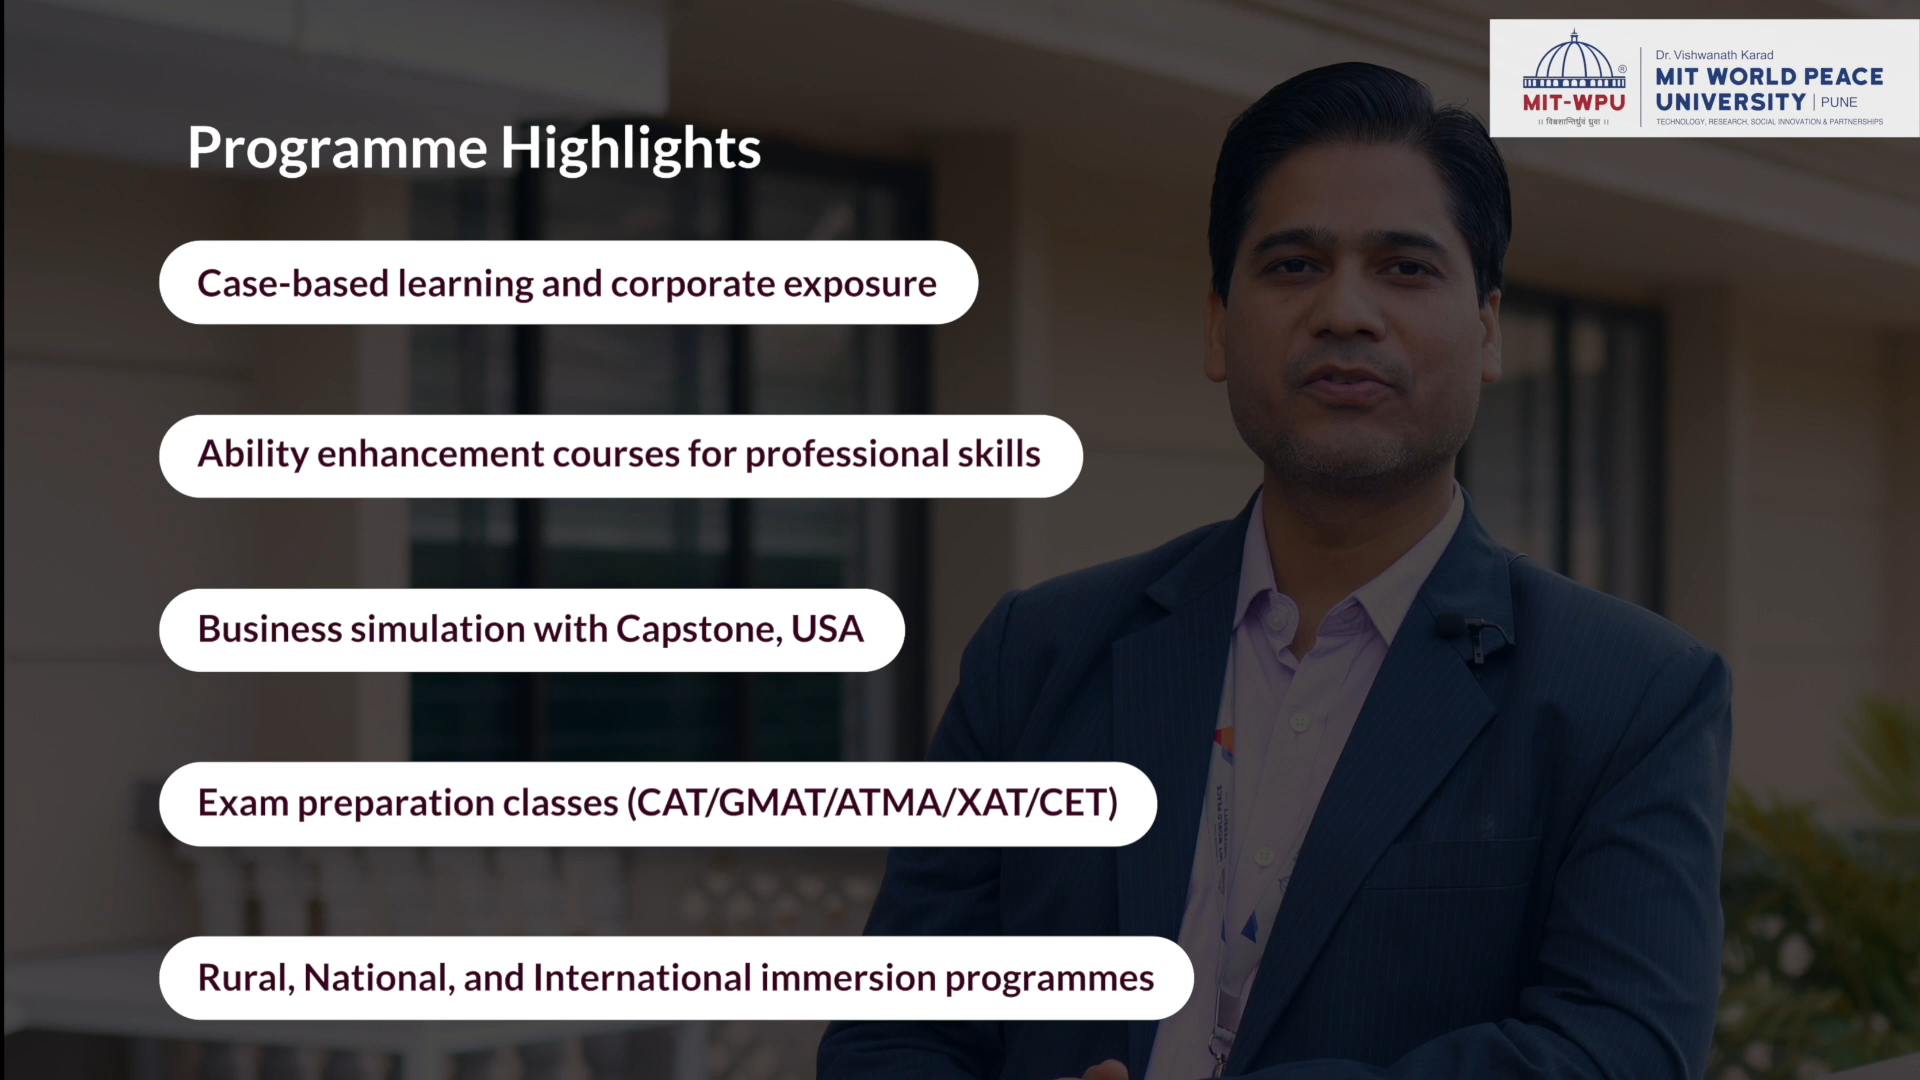 Programme Highlights
Case-based learning and corporate exposure
Ability enhancement courses for professional skills
Business simulation with Capstone, USA
Exam preparation classes (CAT/GMAT/ATMA/XAT/CET)
Rural, National, and International immersion programmes
Dr. Vishwanath Karad
MIT WORLD PEACE
UNIVERSITY | PUNE
TECHNOLOGY, RESEARCH, SOCIAL INNOVATION & PARTNERSHIPS
MIT-WPU
®